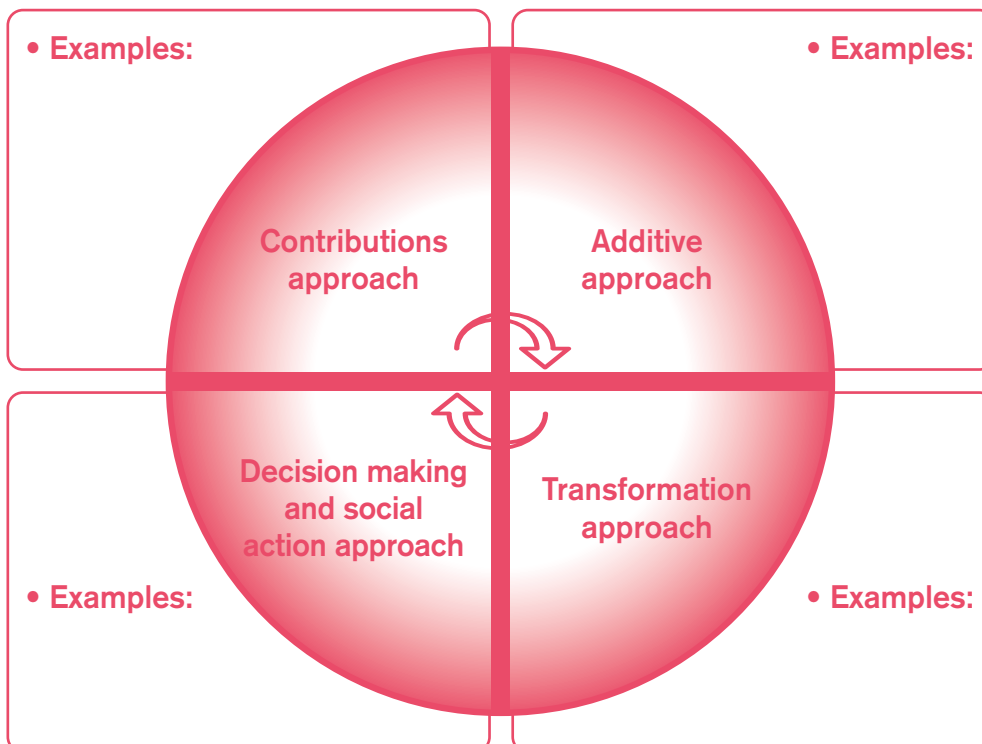 • Examples:
• Examples:
Contributions
approach
Additive
approach
Decision making
and social
action approach
Transformation
approach
• Examples:
• Examples: